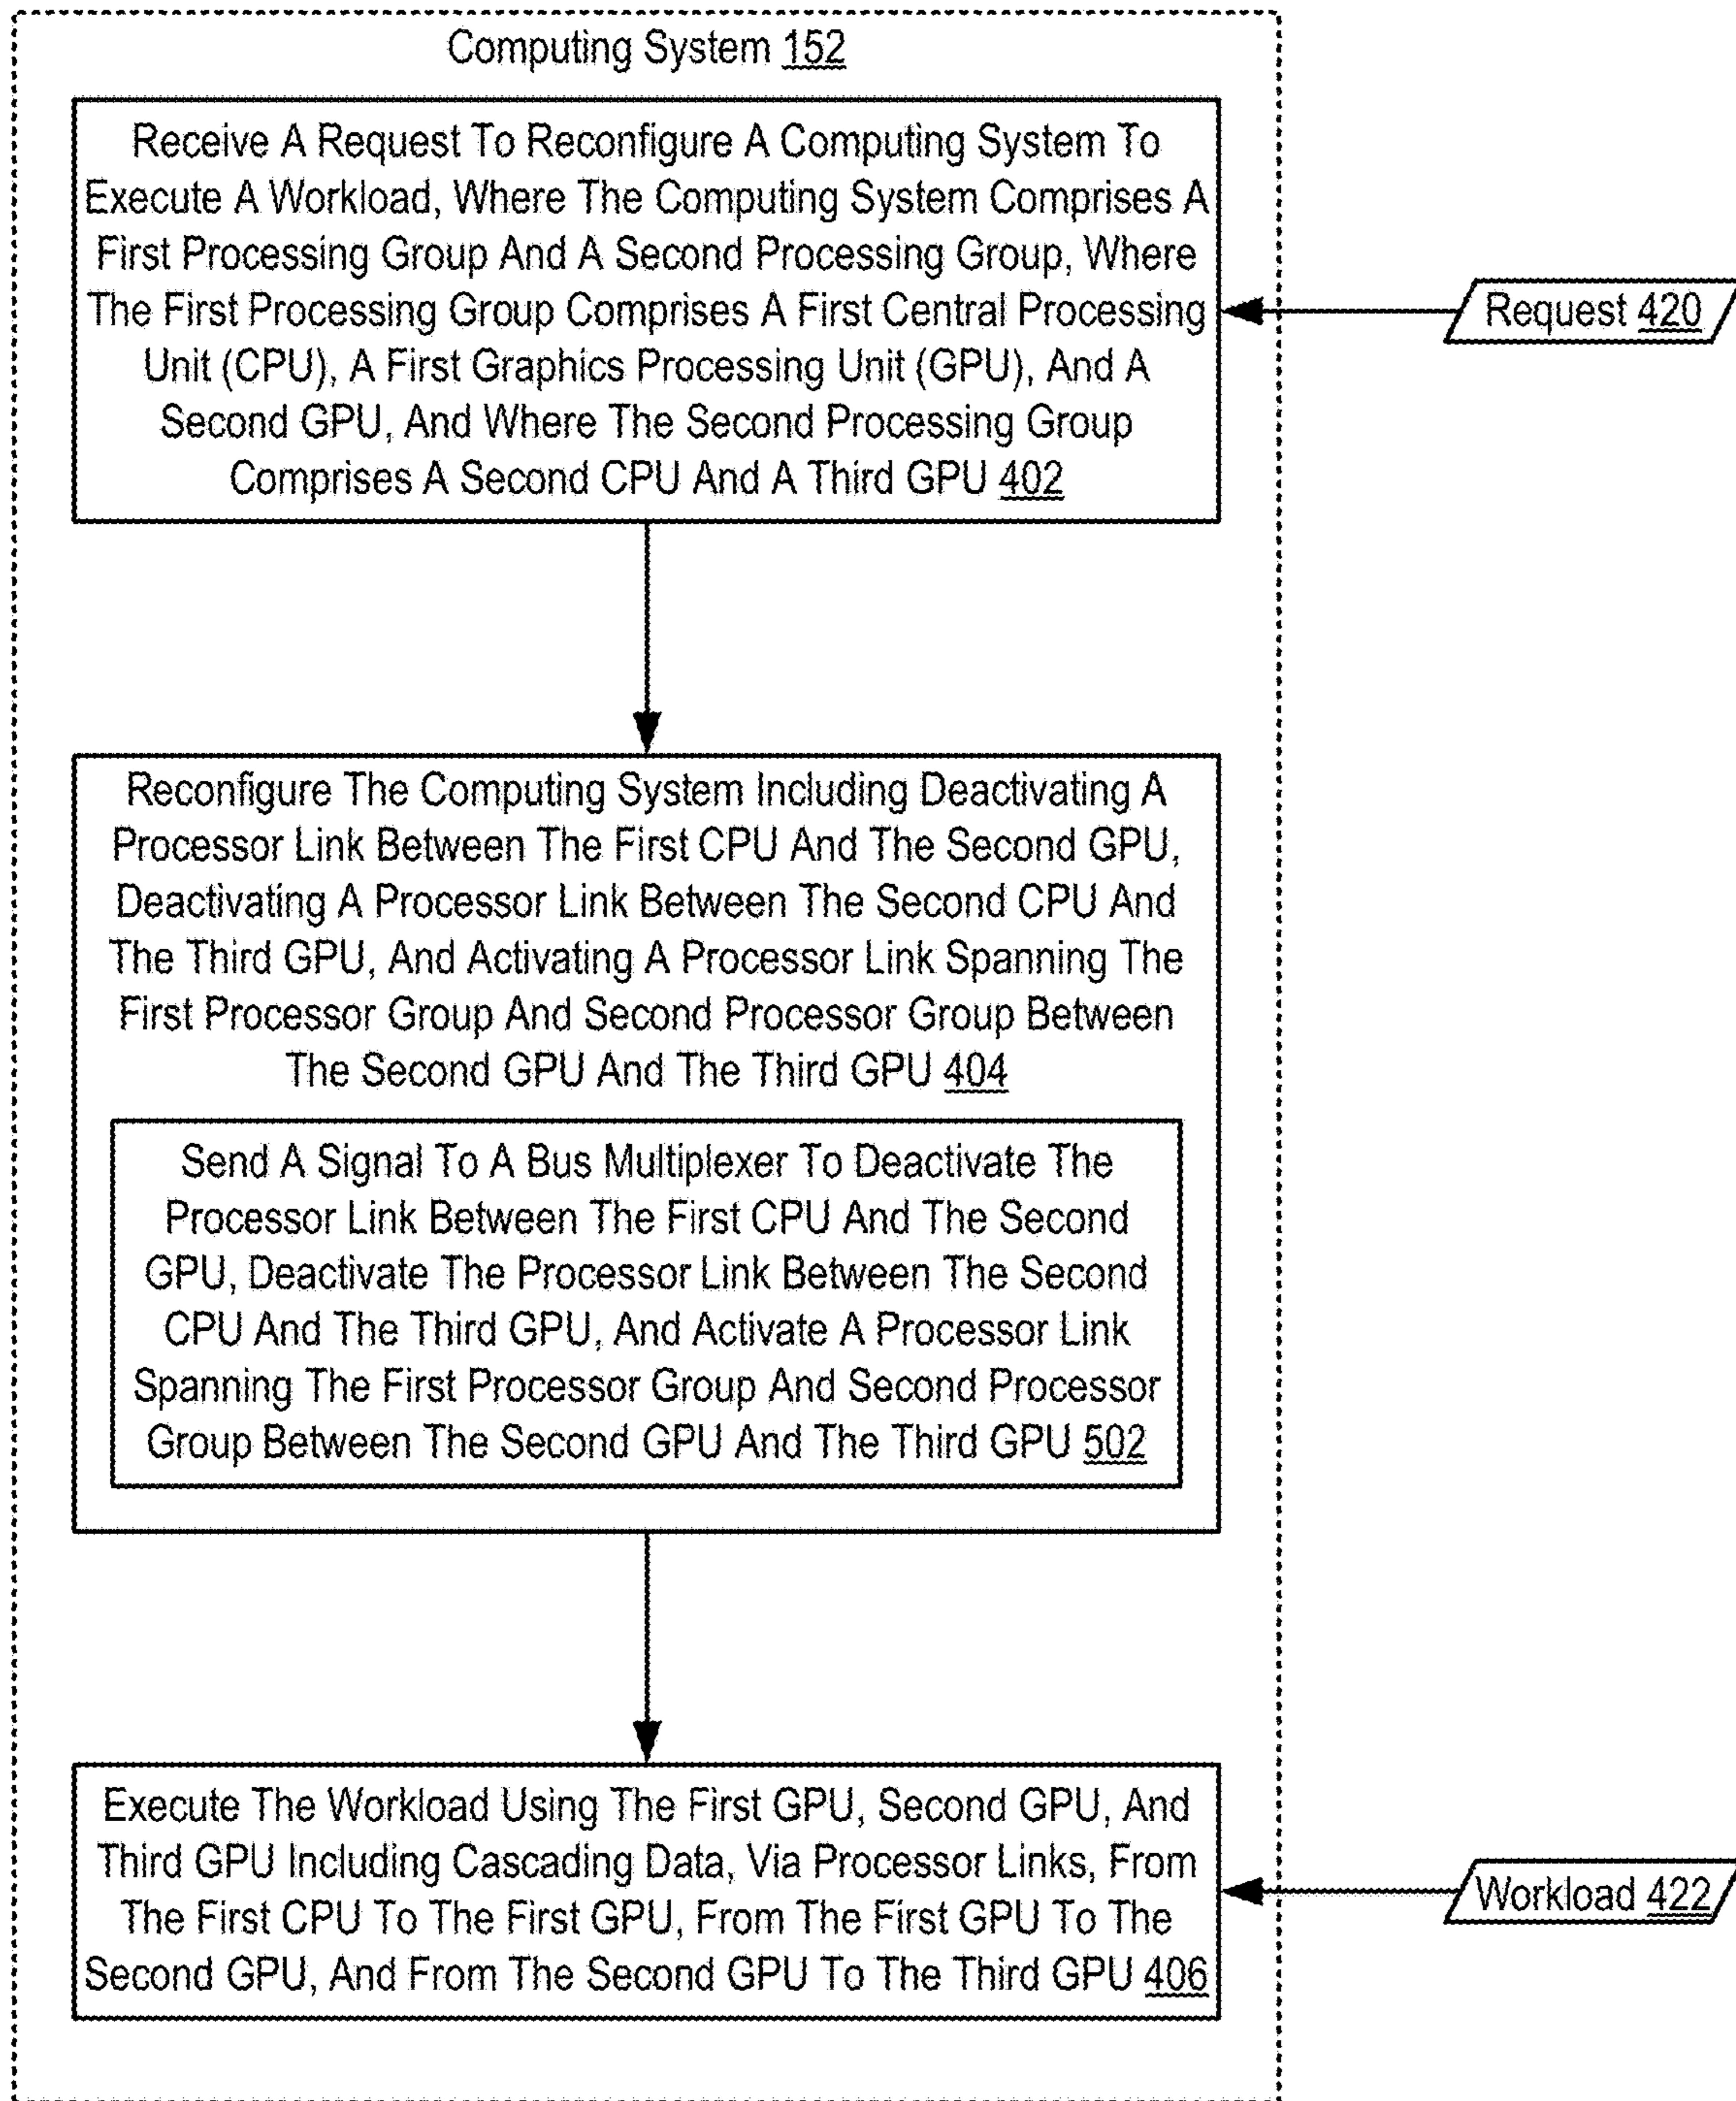 Computing System 152
Receive A Request To Reconfigure A Computing System To
Execute A Workload, Where The Computing System Comprises A
First Processing Group And A Second Processing Group, Where
The First Processing Group Comprises A First Central Processing
Unit (CPU), A First Graphics Processing Unit (GPU), And A
Second GPU, And Where The Second Processing Group
Comprises A Second CPU And A Third GPU 402
Request 420
Reconfigure The Computing System Including Deactivating A
Processor Link Between The First CPU And The Second GPU,
Deactivating A Processor Link Between The Second CPU And
The Third GPU, And Activating A Processor Link Spanning The
First Processor Group And Second Processor Group Between
The Second GPU And The Third GPU 404
Send A Signal To A Bus Multiplexer To Deactivate The
Processor Link Between The First CPU And The Second
GPU, Deactivate The Processor Link Between The Second
CPU And The Third GPU, And Activate A Processor Link
Spanning The First Processor Group And Second Processor
Group Between The Second GPU And The Third GPU 502
Execute The Workload Using The First GPU, Second GPU, And
Third GPU Including Cascading Data, Via Processor Links, From
The First CPU To The First GPU, From The First GPU To The
Second GPU, And From The Second GPU To The Third GPU 406
Workload 422